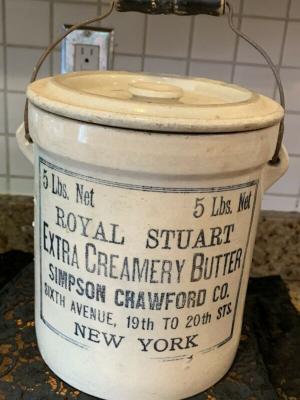 5 Lbs. Net 5 Lbs. Net
ROYAL STUART
EXTRA CREAMERY BUTTER
SIMPSON CRAWFORD CO.
SIXTH AVENUE, 19th TO 20th STS.
NEW YORK